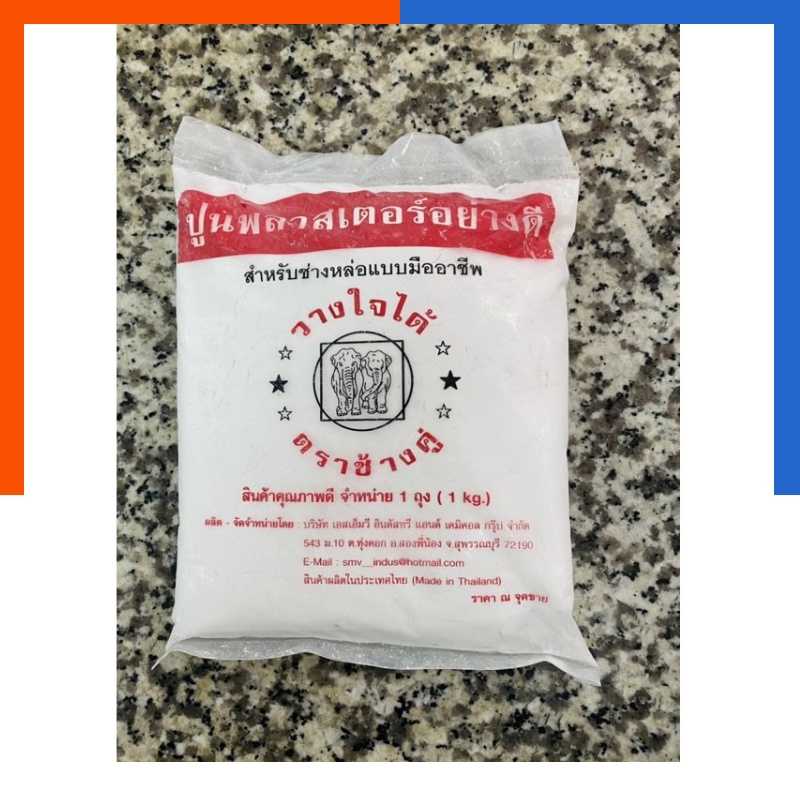 ปูนพลาสเตอร์อย่างดี
สำหรับช่างหล่อแบบมืออาชีพ
วางใจได้
ตราช้างคู่
สินค้าคุณภาพดี จำหน่าย 1 ถุง ( 1 kg.)
ผลิต - จัดจำหน่ายโดย : บริษัท เอสเอ็มวี อินดัสทรี แอนด์ เคมิคอล กรุ๊ป จำกัด
543 ม.10 ต.ทุ่งคอก อ.สองพี่น้อง จ.สุพรรณบุรี 72190
E-Mail : smv_indus@hotmail.com
สินค้าผลิตในประเทศไทย (Made in Thailand)
ราคา ณ จุดขาย